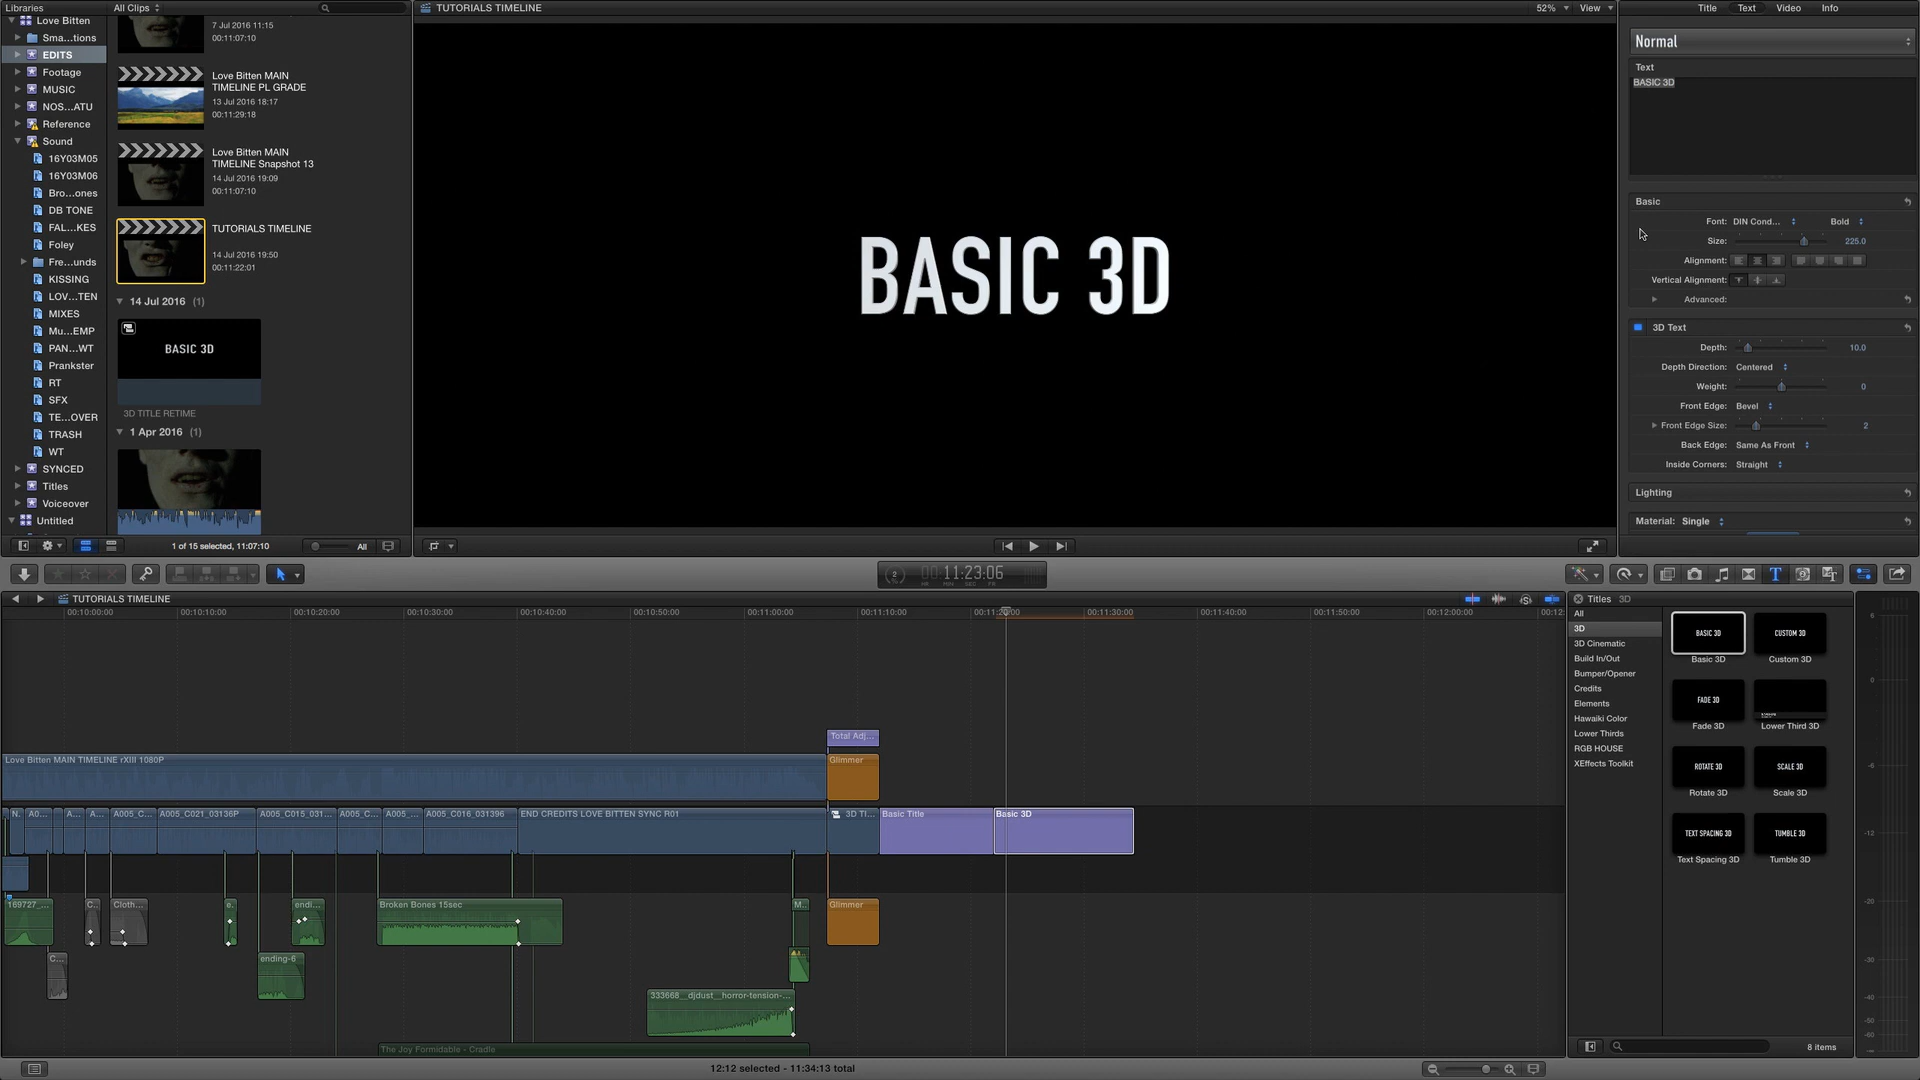 Libraries
All Clips
TUTORIALS TIMELINE
52%
View
Title
Text
Video
Info
Love Bitten
Sma...tions
EDITS
Footage
MUSIC
NOS...ATU
Reference
Sound
16Y03M05
16Y03M06
Bro...ones
DB TONE
FAL...KES
Foley
Fre...unds
KISSING
LOV...TEN
MIXES
Mu...EMP
PAN...WT
Prankster
RT
SFX
TE...OVER
TRASH
WT
SYNCED
Titles
Voiceover
Untitled
7 Jul 2016 11:15
00:11:07:10
Love Bitten MAIN
TIMELINE PL GRADE
13 Jul 2016 18:17
00:11:29:18
Love Bitten MAIN
TIMELINE Snapshot 13
14 Jul 2016 19:09
00:11:07:10
TUTORIALS TIMELINE
14 Jul 2016 19:50
00:11:22:01
14 Jul 2016 (1)
BASIC 3D
3D TITLE RETIME
1 Apr 2016 (1)
1 of 15 selected, 11:07:10
All
BASIC 3D
Normal
Text
BASIC 3D
Basic
Font: DIN Cond... Bold
Size: 225.0
Alignment:
Vertical Alignment:
Advanced:
3D Text
Depth: 10.0
Depth Direction: Centered
Weight: 0
Front Edge: Bevel
Front Edge Size: 2
Back Edge: Same As Front
Inside Corners: Straight
Lighting
Material: Single
00:11:23:06
HR MIN SEC FR
TUTORIALS TIMELINE
00:10:00:00
00:10:10:00
00:10:20:00
00:10:30:00
00:10:40:00
00:10:50:00
00:11:00:00
00:11:10:00
00:11:20:00
00:11:30:00
00:11:40:00
00:11:50:00
00:12:00:00
00:12:
Total Adj...
Love Bitten MAIN TIMELINE rXIII 1080P
Glimmer
N.
A0...
A...
A...
A005_C...
A005_C021_03136P
A005_C015_031...
A005_C...
A005_...
A005_C016_031396
END CREDITS LOVE BITTEN SYNC R01
3D TI...
Basic Title
Basic 3D
169727_...
C..
Cloth...
e.
endi...
Broken Bones 15sec
M..
Glimmer
C...
ending-6
333668__djdust__horror-tension-...
The Joy Formidable - Cradle
Titles 3D
All
3D
3D Cinematic
Build In/Out
Bumper/Opener
Credits
Elements
Hawaiki Color
Lower Thirds
RGB HOUSE
XEffects Toolkit
BASIC 3D
Basic 3D
CUSTOM 3D
Custom 3D
FADE 3D
Fade 3D
Lower Third 3D
ROTATE 3D
Rotate 3D
SCALE 3D
Scale 3D
TEXT SPACING 3D
Text Spacing 3D
TUMBLE 3D
Tumble 3D
8 items
6
0
-6
-12
-20
-30
-40
-50
-60
12:12 selected - 11:34:13 total